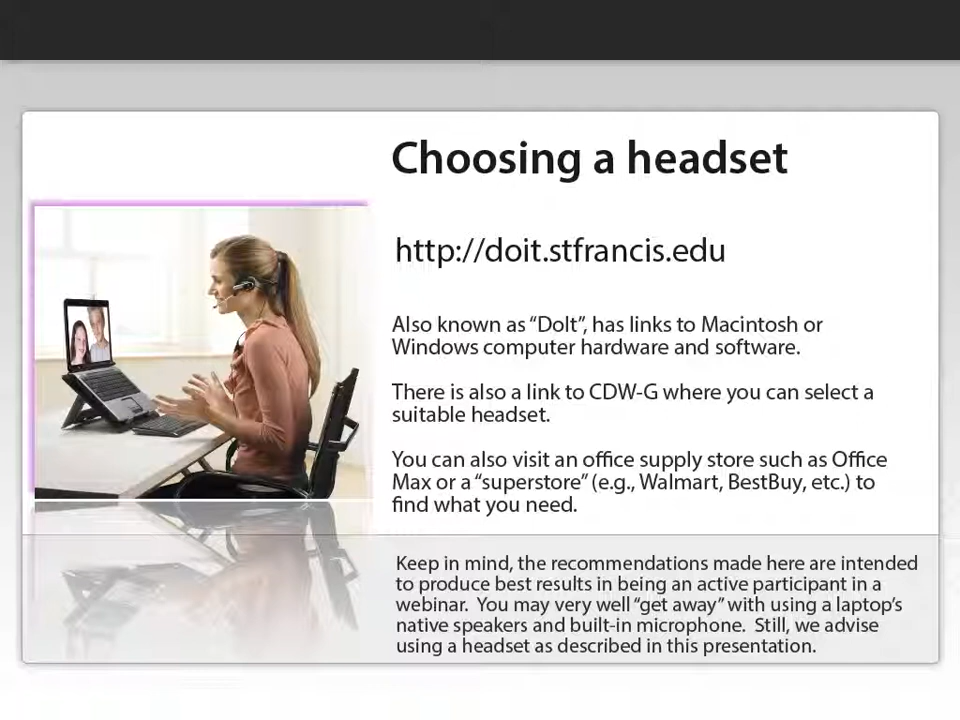 Choosing a headset
http://doit.stfrancis.edu
Also known as “DoIt”, has links to Macintosh or
Windows computer hardware and software.
There is also a link to CDW-G where you can select a
suitable headset.
You can also visit an office supply store such as Office
Max or a “superstore” (e.g., Walmart, BestBuy, etc.) to
find what you need.
Keep in mind, the recommendations made here are intended
to produce best results in being an active participant in a
webinar.  You may very well “get away” with using a laptop’s
native speakers and built-in microphone.  Still, we advise
using a headset as described in this presentation.